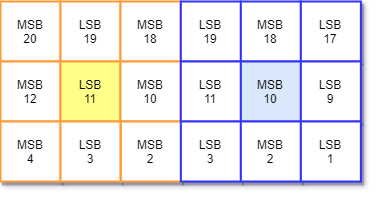 MSB LSB MSB LSB MSB LSB
20 19 18 19 18 17
MSB LSB MSB LSB MSB LSB
12 11 10 11 10 9
MSB LSB MSB LSB MSB LSB
4 3 2 3 2 1